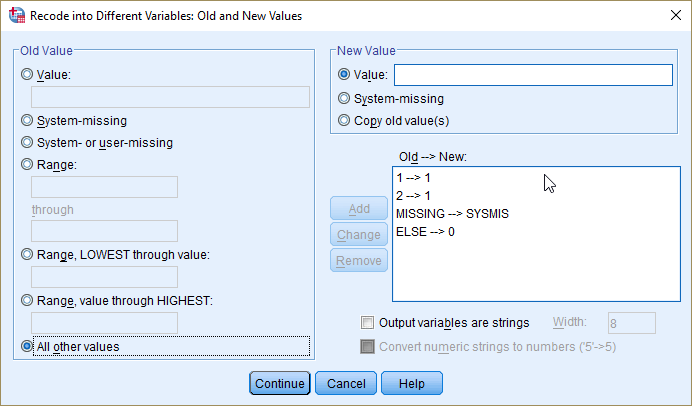 Recode into Different Variables: Old and New Values
Old Value
Value:
System-missing
System- or user-missing
Range:
through
Range, LOWEST through value:
Range, value through HIGHEST:
All other values
New Value
Value:
System-missing
Copy old value(s)
Old --> New:
1 --> 1
2 --> 1
MISSING --> SYSMIS
ELSE --> 0
Add
Change
Remove
Output variables are strings Width: 8
Convert numeric strings to numbers ('5'->5)
Continue Cancel Help